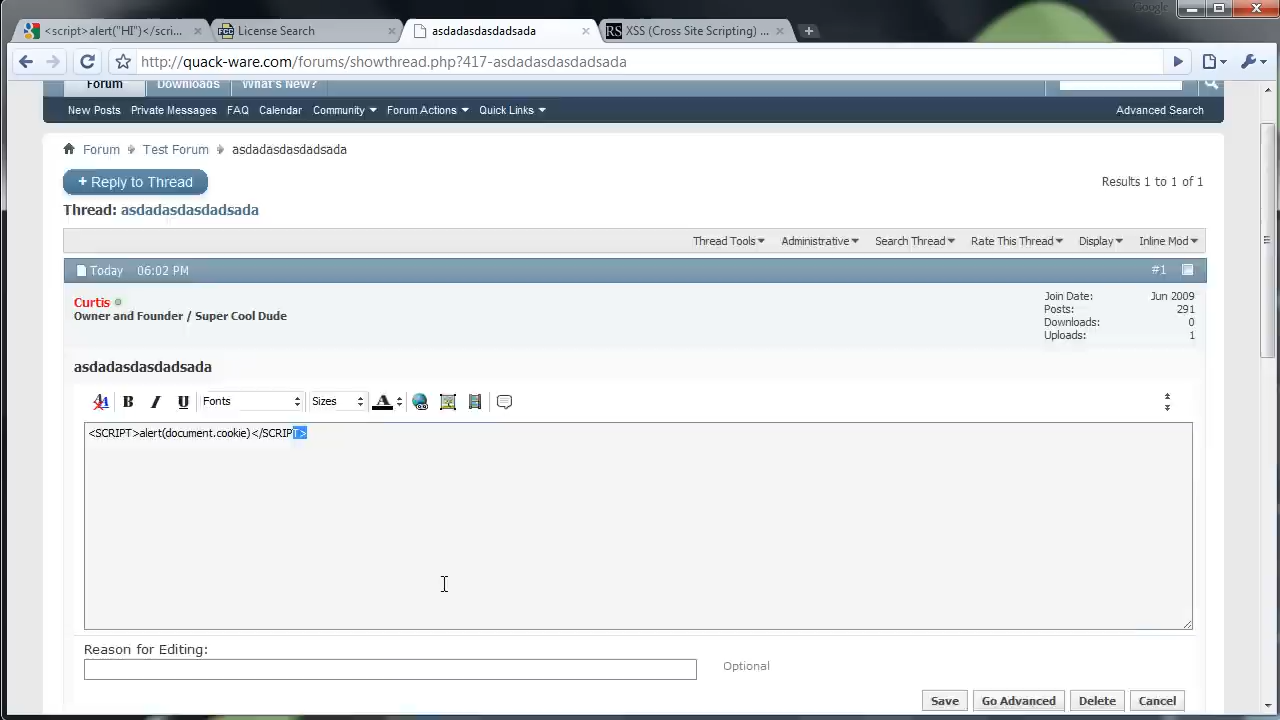 Google
<script>alert("HI")</scri...
License Search
asdadasdasdadsada
RS XSS (Cross Site Scripting) ...
http://quack-ware.com/forums/showthread.php?417-asdadasdasdadsada
Forum Downloads What's New?
New Posts Private Messages FAQ Calendar Community Forum Actions Quick Links Advanced Search
Forum Test Forum asdadasdasdadsada
+ Reply to Thread Results 1 to 1 of 1
Thread: asdadasdasdadsada
Thread Tools Administrative Search Thread Rate This Thread Display Inline Mod
Today 06:02 PM #1
Curtis
Owner and Founder / Super Cool Dude
Join Date: Jun 2009
Posts: 291
Downloads: 0
Uploads: 1
asdadasdasdadsada
B I U Fonts Sizes A
<SCRIPT>alert(document.cookie)</SCRIPT>
Reason for Editing:
Optional
Save Go Advanced Delete Cancel